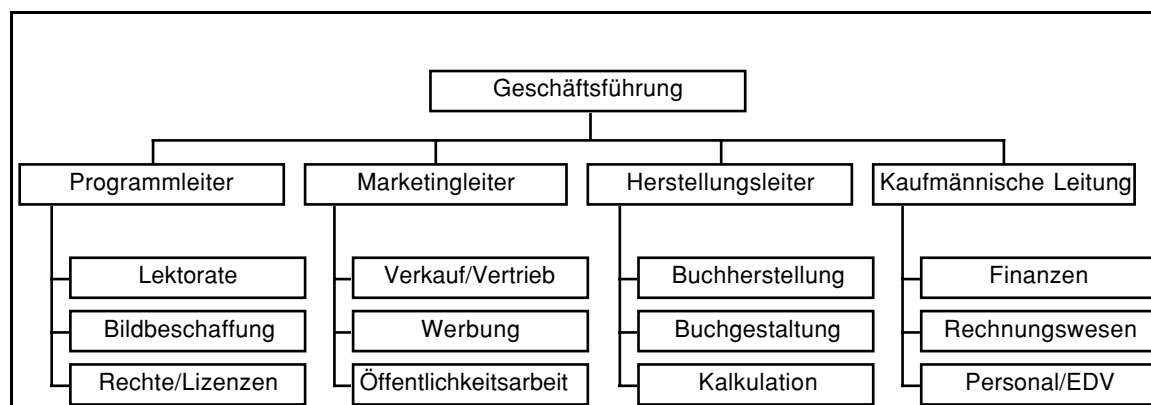 Geschäftsführung
Programmleiter
Marketingleiter
Herstellungsleiter
Kaufmännische Leitung
Lektorate
Verkauf/Vertrieb
Buchherstellung
Finanzen
Bildbeschaffung
Werbung
Buchgestaltung
Rechnungswesen
Rechte/Lizenzen
Öffentlichkeitsarbeit
Kalkulation
Personal/EDV